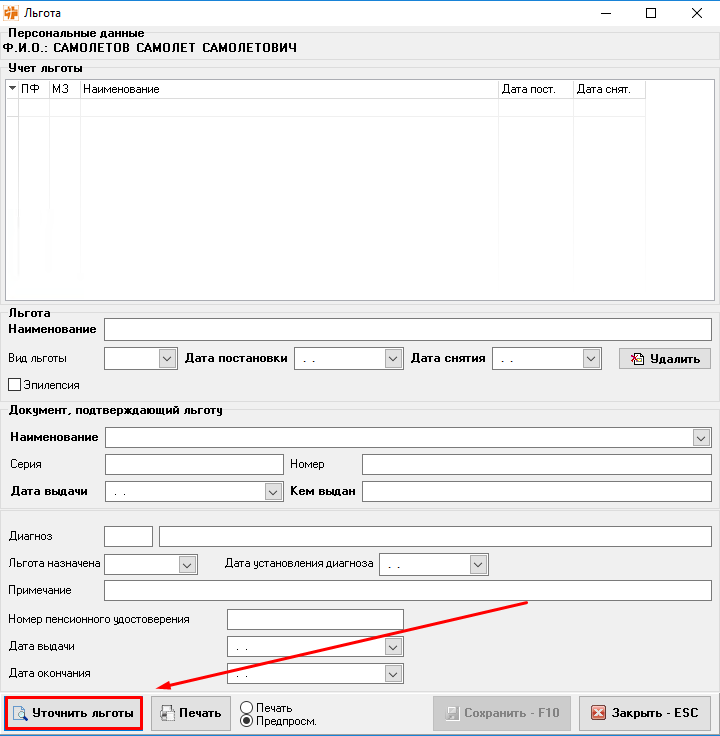 Льгота
Персональные данные
Ф.И.О.: САМОЛЕТОВ САМОЛЕТ САМОЛЕТОВИЧ
Учет льготы
ПФ МЗ Наименование Дата пост. Дата снят.
Льгота
Наименование
Вид льготы Дата постановки . . Дата снятия . . Удалить
Эпилепсия
Документ, подтверждающий льготу
Наименование
Серия Номер
Дата выдачи . . Кем выдан
Диагноз
Льгота назначена Дата установления диагноза . .
Примечание
Номер пенсионного удостоверения
Дата выдачи . .
Дата окончания . .
Уточнить льготы Печать Печать Сохранить - F10 Закрыть - ESC
Предпросм.